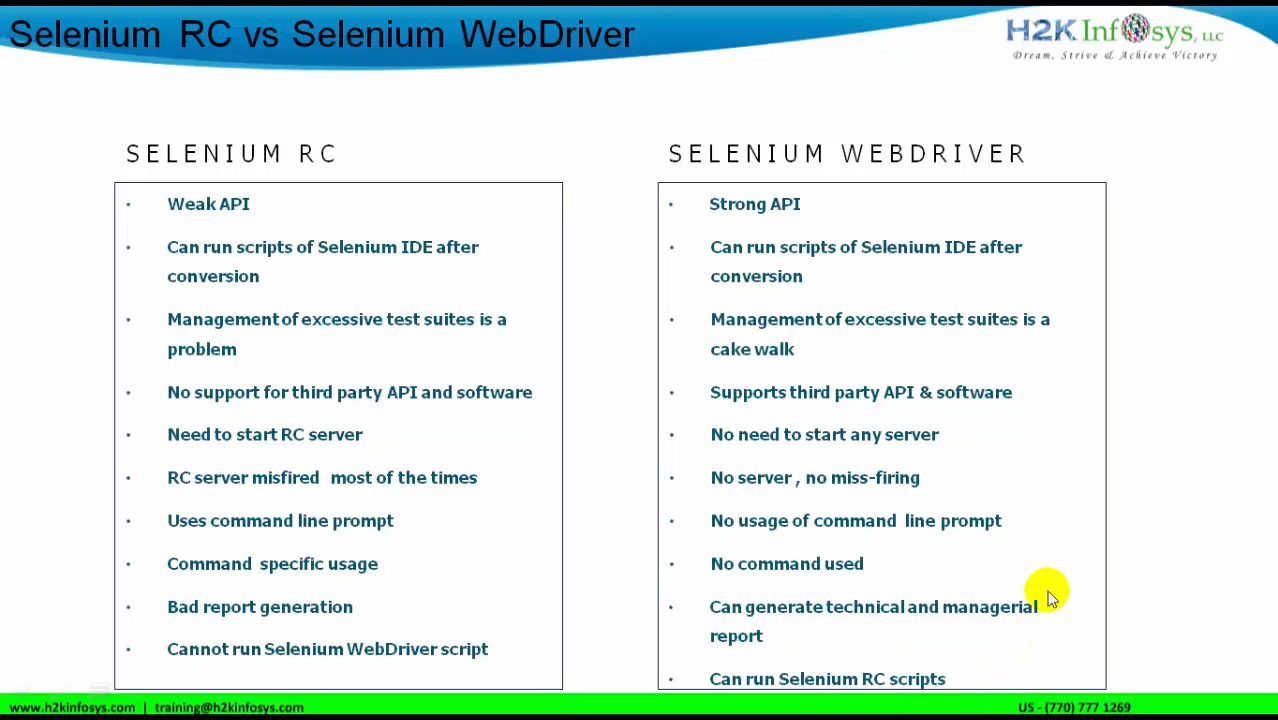 Selenium RC vs Selenium WebDriver
H2K Infosys, LLC
Dream, Strive & Achieve Victory
SELENIUM RC
• Weak API
• Can run scripts of Selenium IDE after
conversion
• Management of excessive test suites is a
problem
• No support for third party API and software
• Need to start RC server
• RC server misfired most of the times
• Uses command line prompt
• Command specific usage
• Bad report generation
• Cannot run Selenium WebDriver script
SELENIUM WEBDRIVER
• Strong API
• Can run scripts of Selenium IDE after
conversion
• Management of excessive test suites is a
cake walk
• Supports third party API & software
• No need to start any server
• No server , no miss-firing
• No usage of command line prompt
• No command used
• Can generate technical and managerial
report
• Can run Selenium RC scripts
www.h2kinfosys.com | training@h2kinfosys.com
US - (770) 777 1269